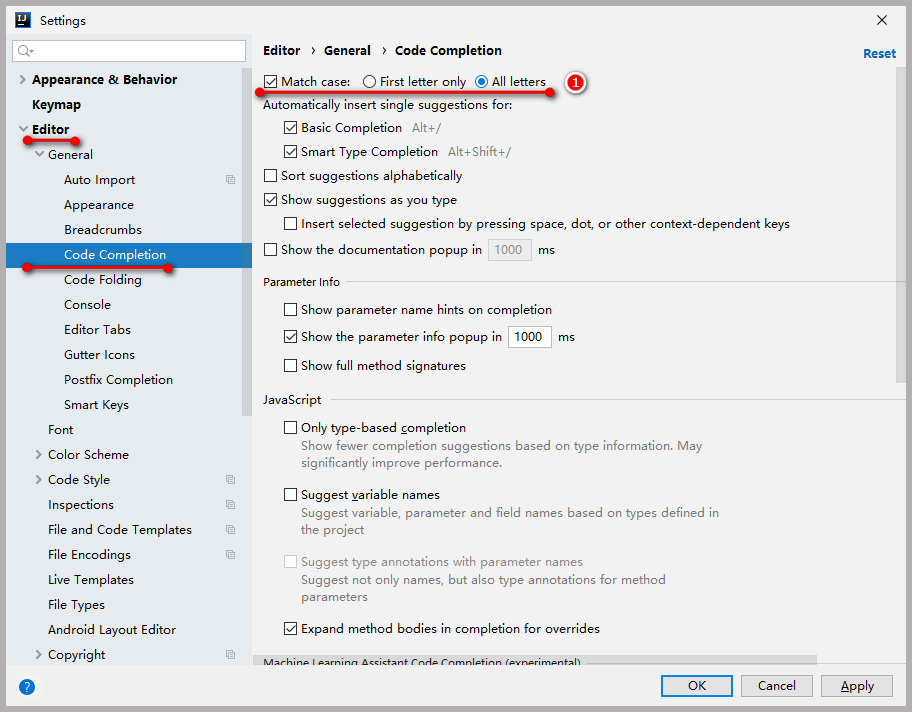 Settings
Appearance & Behavior
Keymap
Editor
General
Auto Import
Appearance
Breadcrumbs
Code Completion
Code Folding
Console
Editor Tabs
Gutter Icons
Postfix Completion
Smart Keys
Font
Color Scheme
Code Style
Inspections
File and Code Templates
File Encodings
Live Templates
File Types
Android Layout Editor
Copyright
Editor › General › Code Completion
Reset
Match case: First letter only All letters 1
Automatically insert single suggestions for:
Basic Completion Alt+/
Smart Type Completion Alt+Shift+/
Sort suggestions alphabetically
Show suggestions as you type
Insert selected suggestion by pressing space, dot, or other context-dependent keys
Show the documentation popup in 1000 ms
Parameter Info
Show parameter name hints on completion
Show the parameter info popup in 1000 ms
Show full method signatures
JavaScript
Only type-based completion
Show fewer completion suggestions based on type information. May
significantly improve performance.
Suggest variable names
Suggest variable, parameter and field names based on types defined in
the project
Suggest type annotations with parameter names
Suggest not only names, but also type annotations for method
parameters
Expand method bodies in completion for overrides
Machine Learning Assistant Code Completion (experimental)
?
OK Cancel Apply